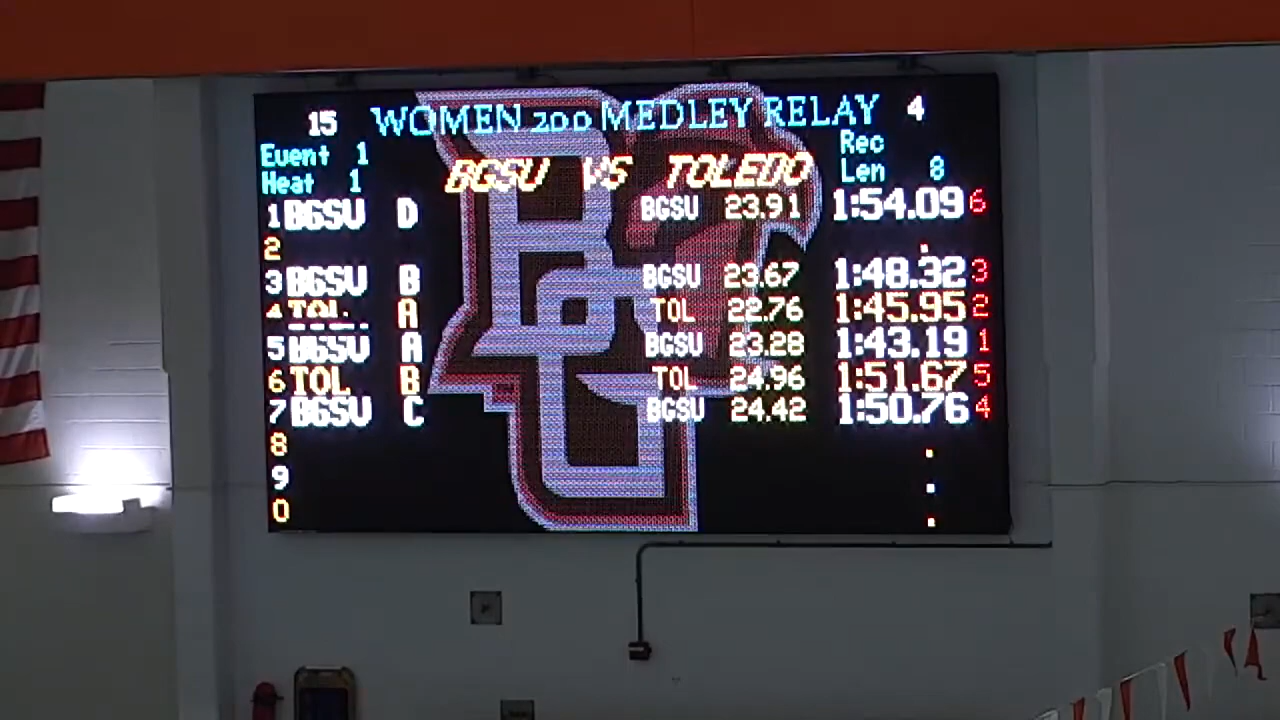 15 WOMEN 200 MEDLEY RELAY 4
Event 1 Rec
Heat 1 BGSU VS TOLEDO Len 8
1 BGSU D BGSU 23.91 1:54.09 6
2 .
3 BGSU B BGSU 23.67 1:48.32 3
4 TOL A TOL 22.76 1:45.95 2
5 BGSU A BGSU 23.28 1:43.19 1
6 TOL B TOL 24.96 1:51.67 5
7 BGSU C BGSU 24.42 1:50.76 4
8 .
9 .
0 .